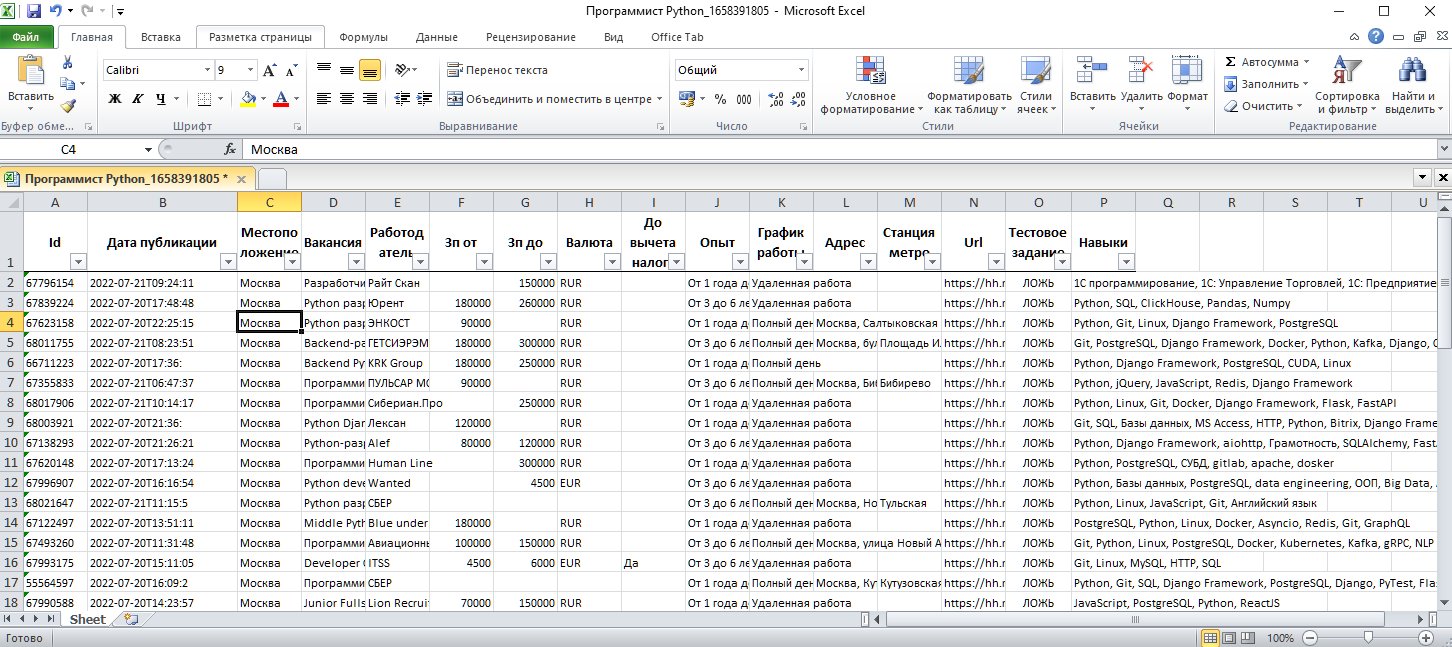 Программист Python_1658391805 - Microsoft Excel
Файл Главная Вставка Разметка страницы Формулы Данные Рецензирование Вид Office Tab
Вставить
Буфер обме...
Calibri 9
Ж К Ч
Шрифт
Перенос текста
Объединить и поместить в центре
Выравнивание
Общий
% 000
Число
Условное форматирование
Форматировать как таблицу
Стили ячеек
Стили
Вставить Удалить Формат
Ячейки
Σ Автосумма
Заполнить
Очистить
Сортировка и фильтр
Найти и выделить
Редактирование
C4 fx Москва
Программист Python_1658391805 *
A B C D E F G H I J K L M N O P Q R S T U
1 Id Дата публикации Местоположение Вакансия Работодатель Зп от Зп до Валюта До вычета налог Опыт График работы Адрес Станция метро Url Тестовое задание Навыки
2 67796154 2022-07-21T09:24:11 Москва Разработчи Райт Скан 150000 RUR От 1 года д Удаленная работа https://hh.r ЛОЖЬ 1С программирование, 1С: Управление Торговлей, 1С: Предприятие
3 67839224 2022-07-20T17:48:48 Москва Python разр Юрент 180000 260000 RUR От 3 до 6 ле Удаленная работа https://hh.r ЛОЖЬ Python, SQL, ClickHouse, Pandas, Numpy
4 67623158 2022-07-20T22:25:15 Москва Python разр ЭНКОСТ 90000 RUR От 1 года д Полный ден Москва, Салтыковская https://hh.r ЛОЖЬ Python, Git, Linux, Django Framework, PostgreSQL
5 68011755 2022-07-21T08:23:51 Москва Backend-ра ГЕТСИЭРЭМ 180000 300000 RUR От 3 до 6 ле Полный ден Москва, бул Площадь И. https://hh.r ЛОЖЬ Git, PostgreSQL, Django Framework, Docker, Python, Kafka, Django, C
6 66711223 2022-07-20T17:36: Москва Backend Py KRK Group 180000 250000 RUR От 1 года д Полный день https://hh.r ЛОЖЬ Python, Django Framework, PostgreSQL, CUDA, Linux
7 67355833 2022-07-21T06:47:37 Москва Программи ПУЛЬСАР МО 90000 RUR От 3 до 6 ле Полный ден Москва, Биб Бибирево https://hh.r ЛОЖЬ Python, jQuery, JavaScript, Redis, Django Framework
8 68017906 2022-07-21T10:14:17 Москва Программи Сибериан.Про 250000 RUR От 1 года д Удаленная работа https://hh.r ЛОЖЬ Python, Linux, Git, Docker, Django Framework, Flask, FastAPI
9 68003921 2022-07-20T21:36: Москва Python Djan Лексан 120000 RUR От 1 года д Удаленная работа https://hh.r ЛОЖЬ Git, SQL, Базы данных, MS Access, HTTP, Python, Bitrix, Django Frame
10 67138293 2022-07-20T21:26:21 Москва Python-разр Alef 80000 120000 RUR От 3 до 6 ле Удаленная работа https://hh.r ЛОЖЬ Python, Django Framework, aiohttp, Грамотность, SQLAlchemy, Fast
11 67620148 2022-07-20T17:13:24 Москва Программи Human Line 300000 RUR От 1 года д Удаленная работа https://hh.r ЛОЖЬ Python, PostgreSQL, СУБД, gitlab, apache, dosker
12 67996907 2022-07-20T16:16:54 Москва Python deve Wanted 4500 EUR От 3 до 6 ле Удаленная работа https://hh.r ЛОЖЬ Python, Базы данных, PostgreSQL, data engineering, ООП, Big Data,
13 68021647 2022-07-21T11:15:5 Москва Python разр СБЕР От 3 до 6 ле Полный ден Москва, Но Тульская https://hh.r ЛОЖЬ Python, Linux, JavaScript, Git, Английский язык
14 67122497 2022-07-20T13:51:11 Москва Middle Pyth Blue under 180000 RUR От 1 года д Удаленная работа https://hh.r ЛОЖЬ PostgreSQL, Python, Linux, Docker, Asyncio, Redis, Git, GraphQL
15 67493260 2022-07-20T11:31:48 Москва Программи Авиационн 100000 150000 RUR От 3 до 6 ле Полный ден Москва, улица Новый А https://hh.r ЛОЖЬ Git, Python, Linux, PostgreSQL, Docker, Kubernetes, Kafka, gRPC, NLP
16 67993175 2022-07-20T15:11:05 Москва Developer ( ITSS 4500 6000 EUR Да От 3 до 6 ле Удаленная работа https://hh.r ЛОЖЬ Git, Linux, MySQL, HTTP, SQL
17 55564597 2022-07-20T16:09:2 Москва Программи СБЕР От 1 года д Полный ден Москва, Кут Кутузовская https://hh.r ЛОЖЬ Python, Git, SQL, Django Framework, PostgreSQL, Django, PyTest, Flas
18 67990588 2022-07-20T14:23:57 Москва Junior Fulls Lion Recruit 70000 150000 RUR От 1 года д Удаленная работа https://hh.r ЛОЖЬ JavaScript, PostgreSQL, Python, ReactJS
Sheet
Готово 100%